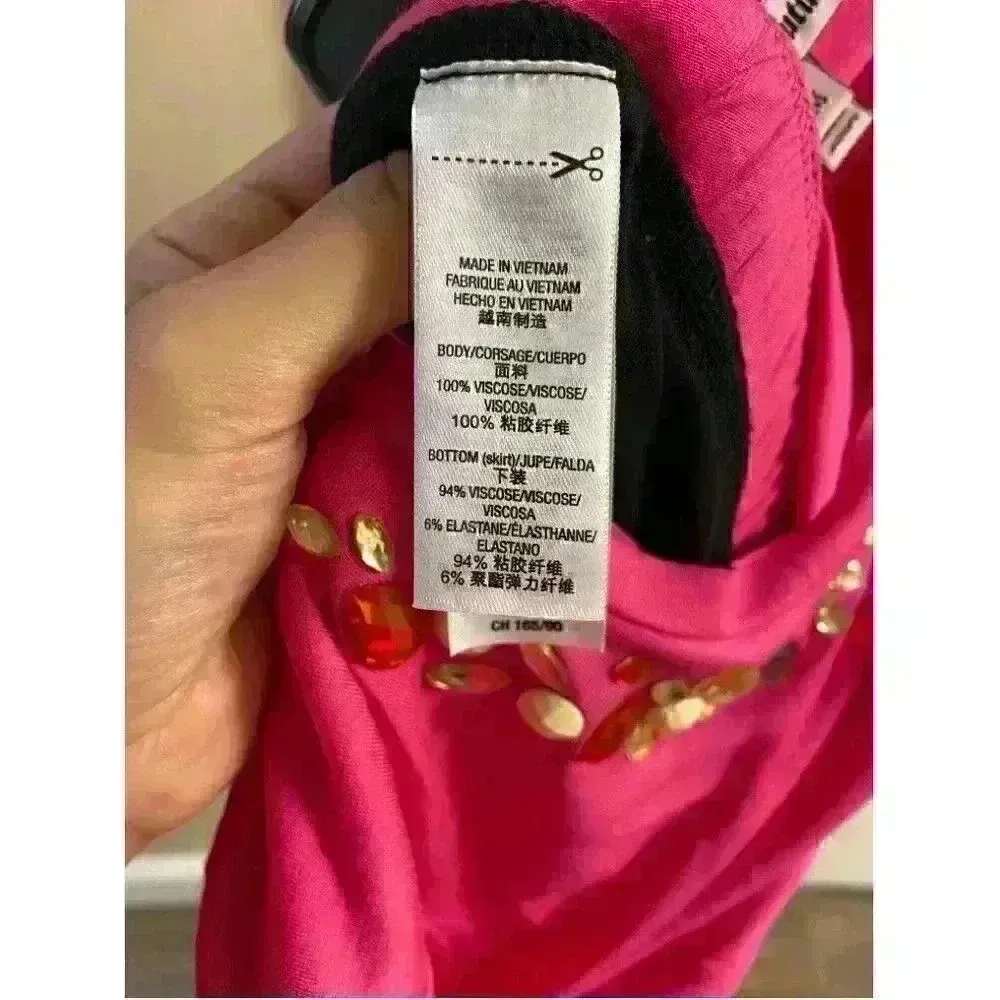 MADE IN VIETNAM
FABRIQUE AU VIETNAM
HECHO EN VIETNAM
越南制造
BODY/CORSAGE/CUERPO
面料
100% VISCOSE/VISCOSE/
VISCOSA
100% 粘胶纤维
BOTTOM (skirt)/JUPE/FALDA
下装
94% VISCOSE/VISCOSE/
VISCOSA
6% ELASTANE/ÉLASTHANNE/
ELASTANO
94% 粘胶纤维
6% 聚酯弹力纤维